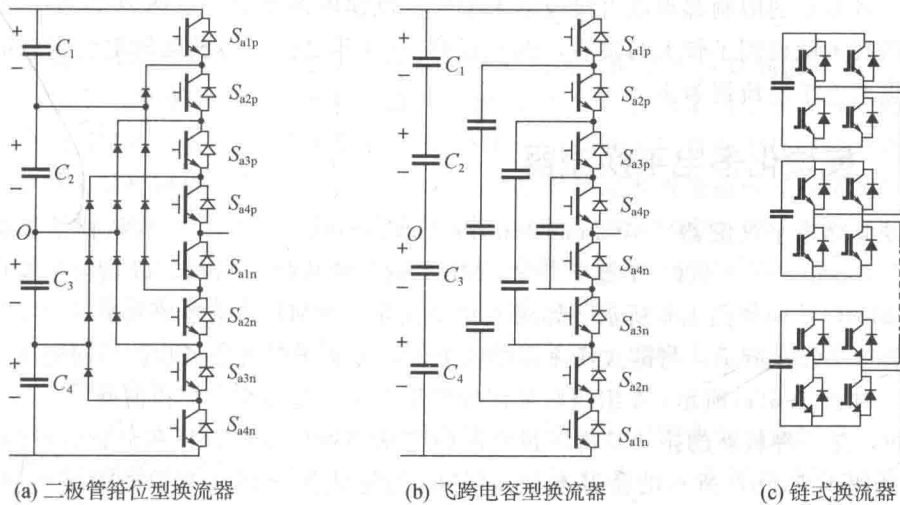 +
C₁
−
+
C₂
−
O
+
C₃
−
+
C₄
−
Sa1p
Sa2p
Sa3p
Sa4p
Sa1n
Sa2n
Sa3n
Sa4n
(a) 二极管箝位型换流器
+
C₁
−
+
C₂
−
O
+
C₃
−
+
C₄
−
Sa1p
Sa2p
Sa3p
Sa4p
Sa4n
Sa3n
Sa2n
Sa1n
(b) 飞跨电容型换流器
(c) 链式换流器